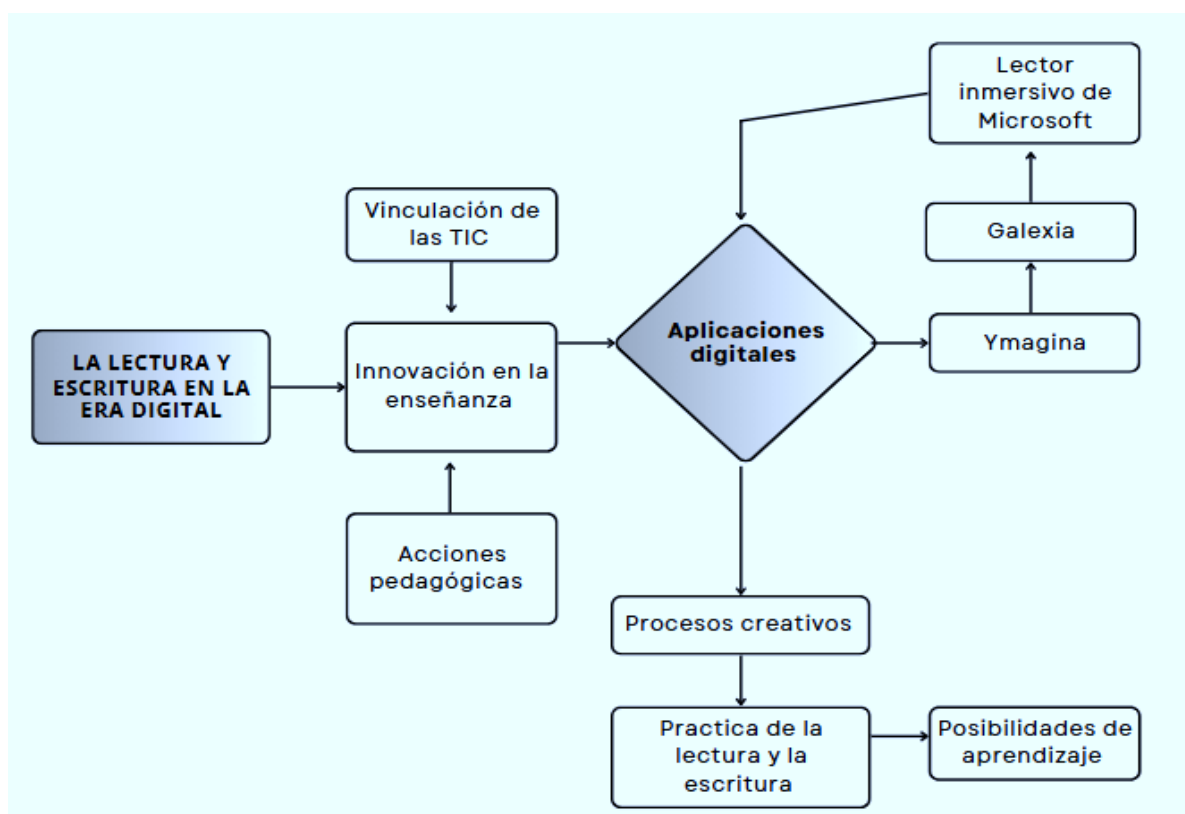 LA LECTURA Y
ESCRITURA EN LA
ERA DIGITAL
Vinculación de
las TIC
Innovación en la
enseñanza
Acciones
pedagógicas
Aplicaciones
digitales
Lector
inmersivo de
Microsoft
Galexia
Ymagina
Procesos creativos
Practica de la
lectura y la
escritura
Posibilidades de
aprendizaje